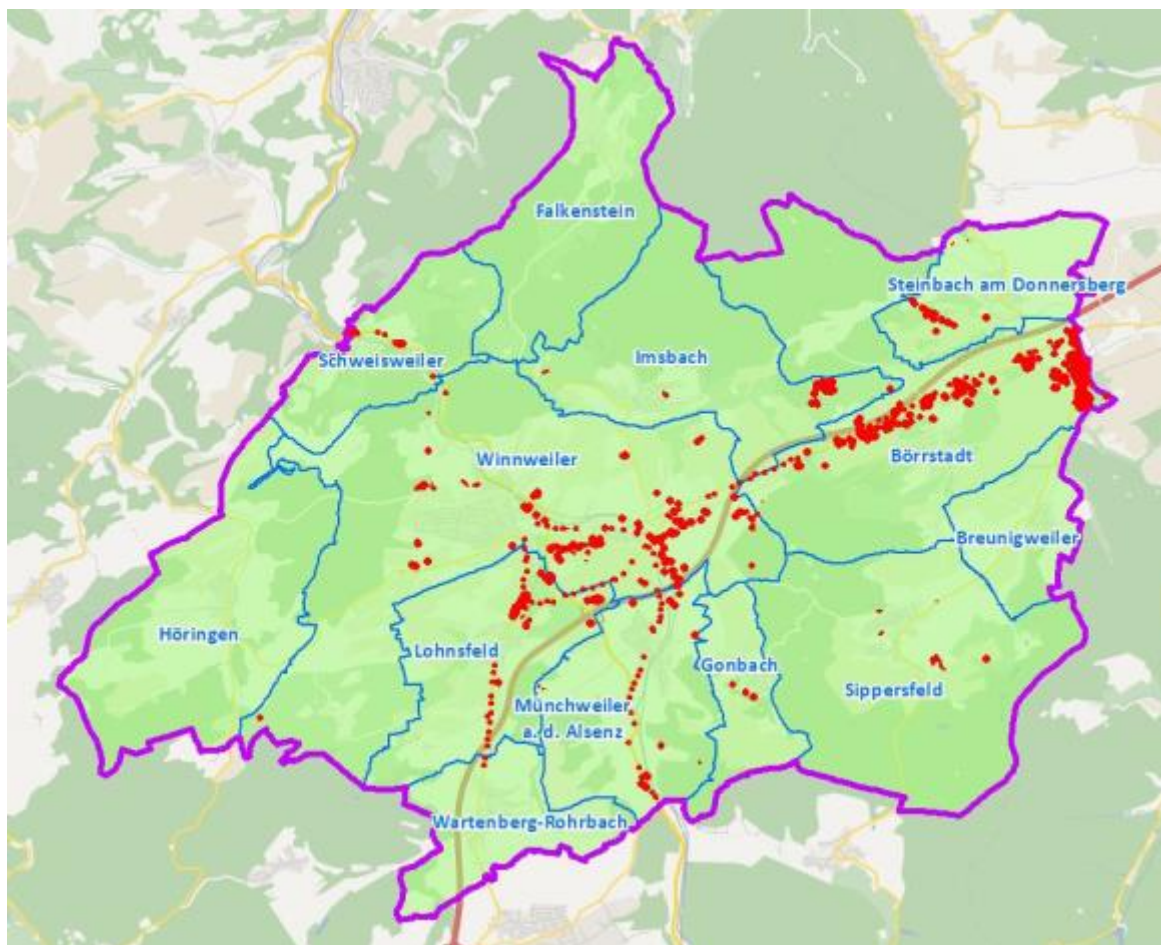 Falkenstein
Steinbach am Donnersberg
Schweisweiler
Imsbach
Winnweiler
Börrstadt
Breunigweiler
Höringen
Lohnsfeld
Gonbach
Sippersfeld
Münchweiler
a. d. Alsenz
Wartenberg-Rohrbach